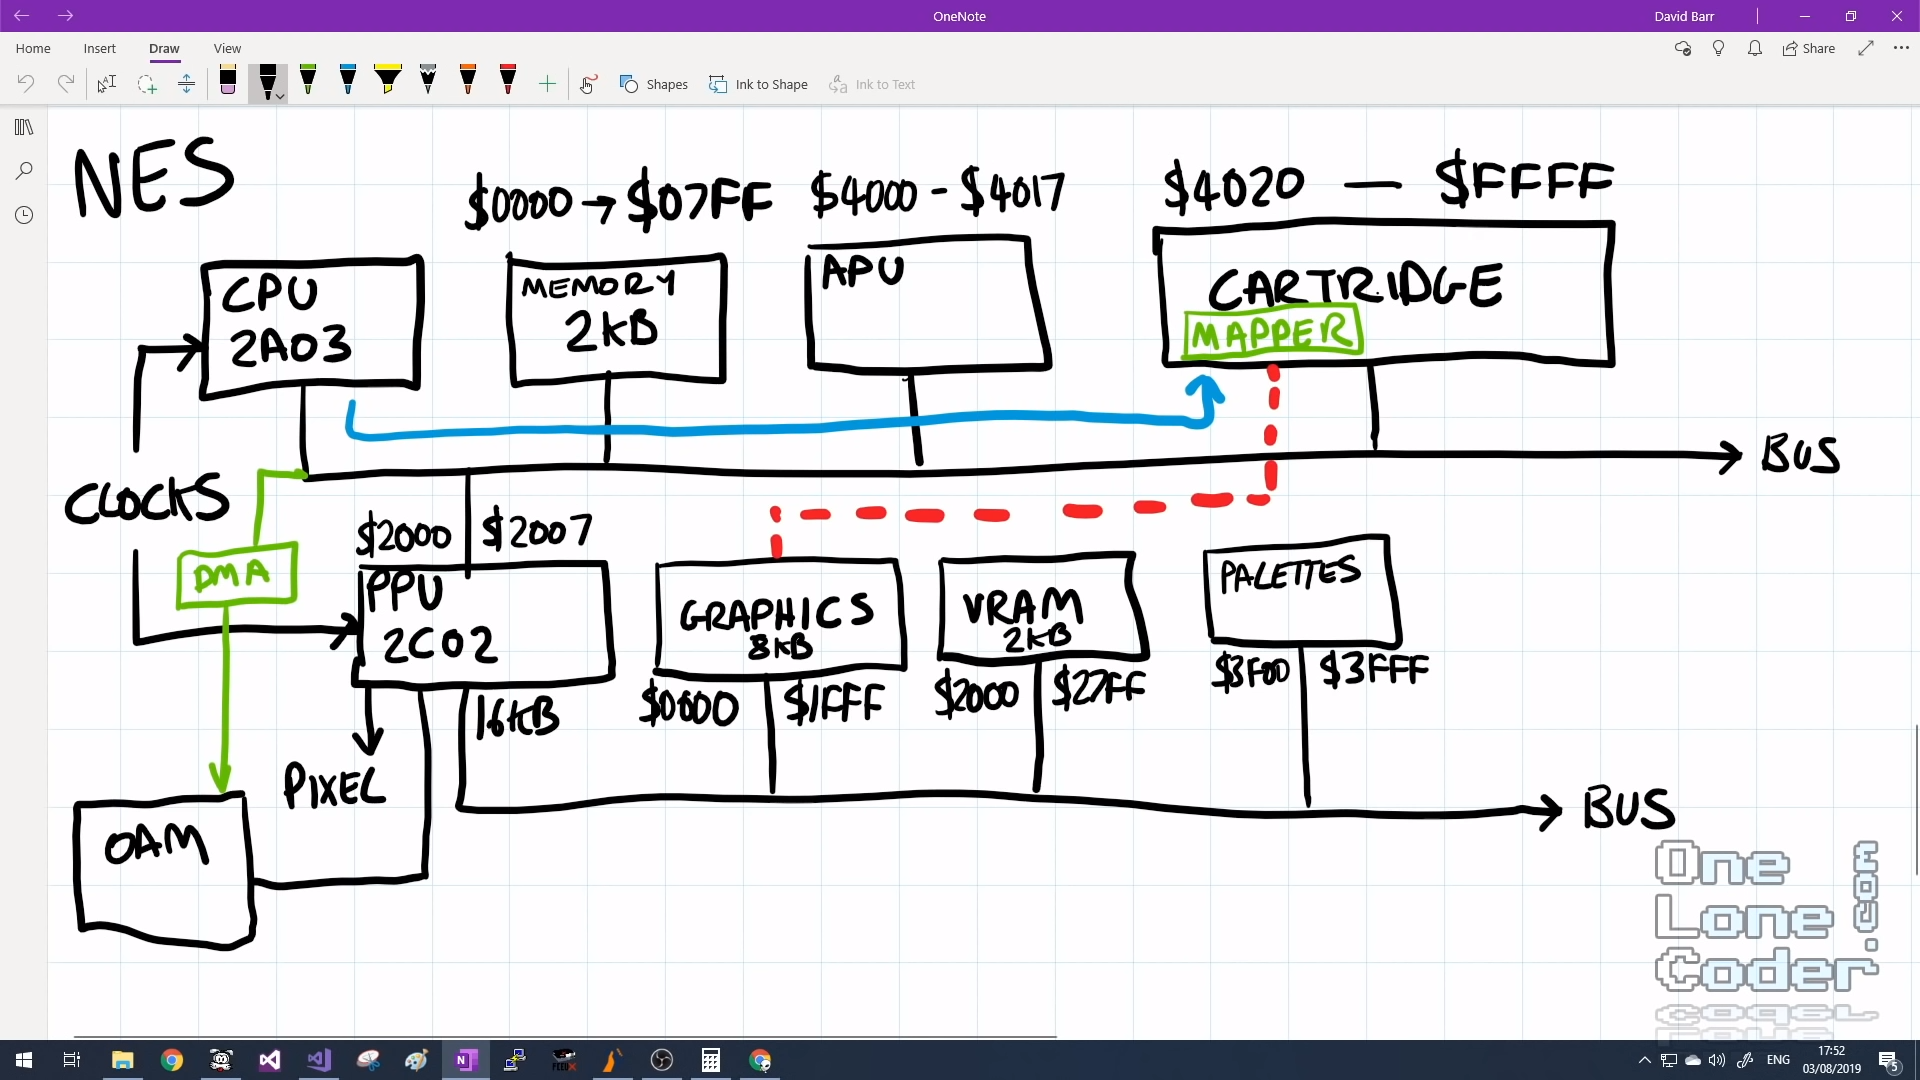 OneNote
David Barr
Home Insert Draw View
Share
Shapes
Ink to Shape
Ink to Text
NES
$0000 → $07FF
$4000 - $4017
$4020 — $FFFF
CPU
2A03
MEMORY
2KB
APU
CARTRIDGE
MAPPER
BUS
CLOCKS
$2000 $2007
DMA
PPU
2C02
GRAPHICS
8KB
VRAM
2KB
PALETTES
16KB
$0000 $1FFF
$2000 $27FF
$3F00 $3FFF
PIXEL
OAM
BUS
One
Lone
Coder
.com
ENG
17:52
03/08/2019
5